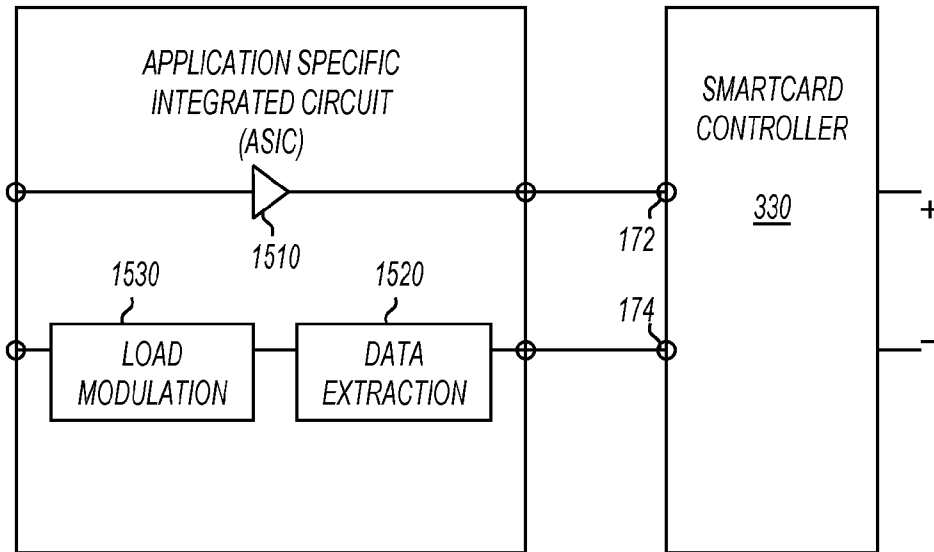 APPLICATION SPECIFIC
INTEGRATED CIRCUIT
(ASIC)
1510
SMARTCARD
CONTROLLER
330
172
+
1530
1520
174
LOAD
MODULATION
DATA
EXTRACTION
−